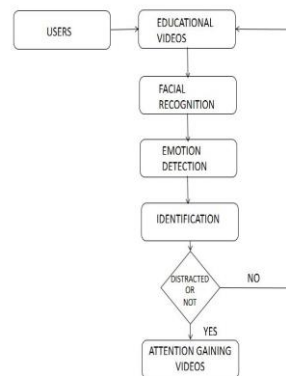 USERS
EDUCATIONAL
VIDEOS
FACIAL
RECOGNITION
EMOTION
DETECTION
IDENTIFICATION
DISTRACTED
OR
NOT
NO
YES
ATTENTION GAINING
VIDEOS